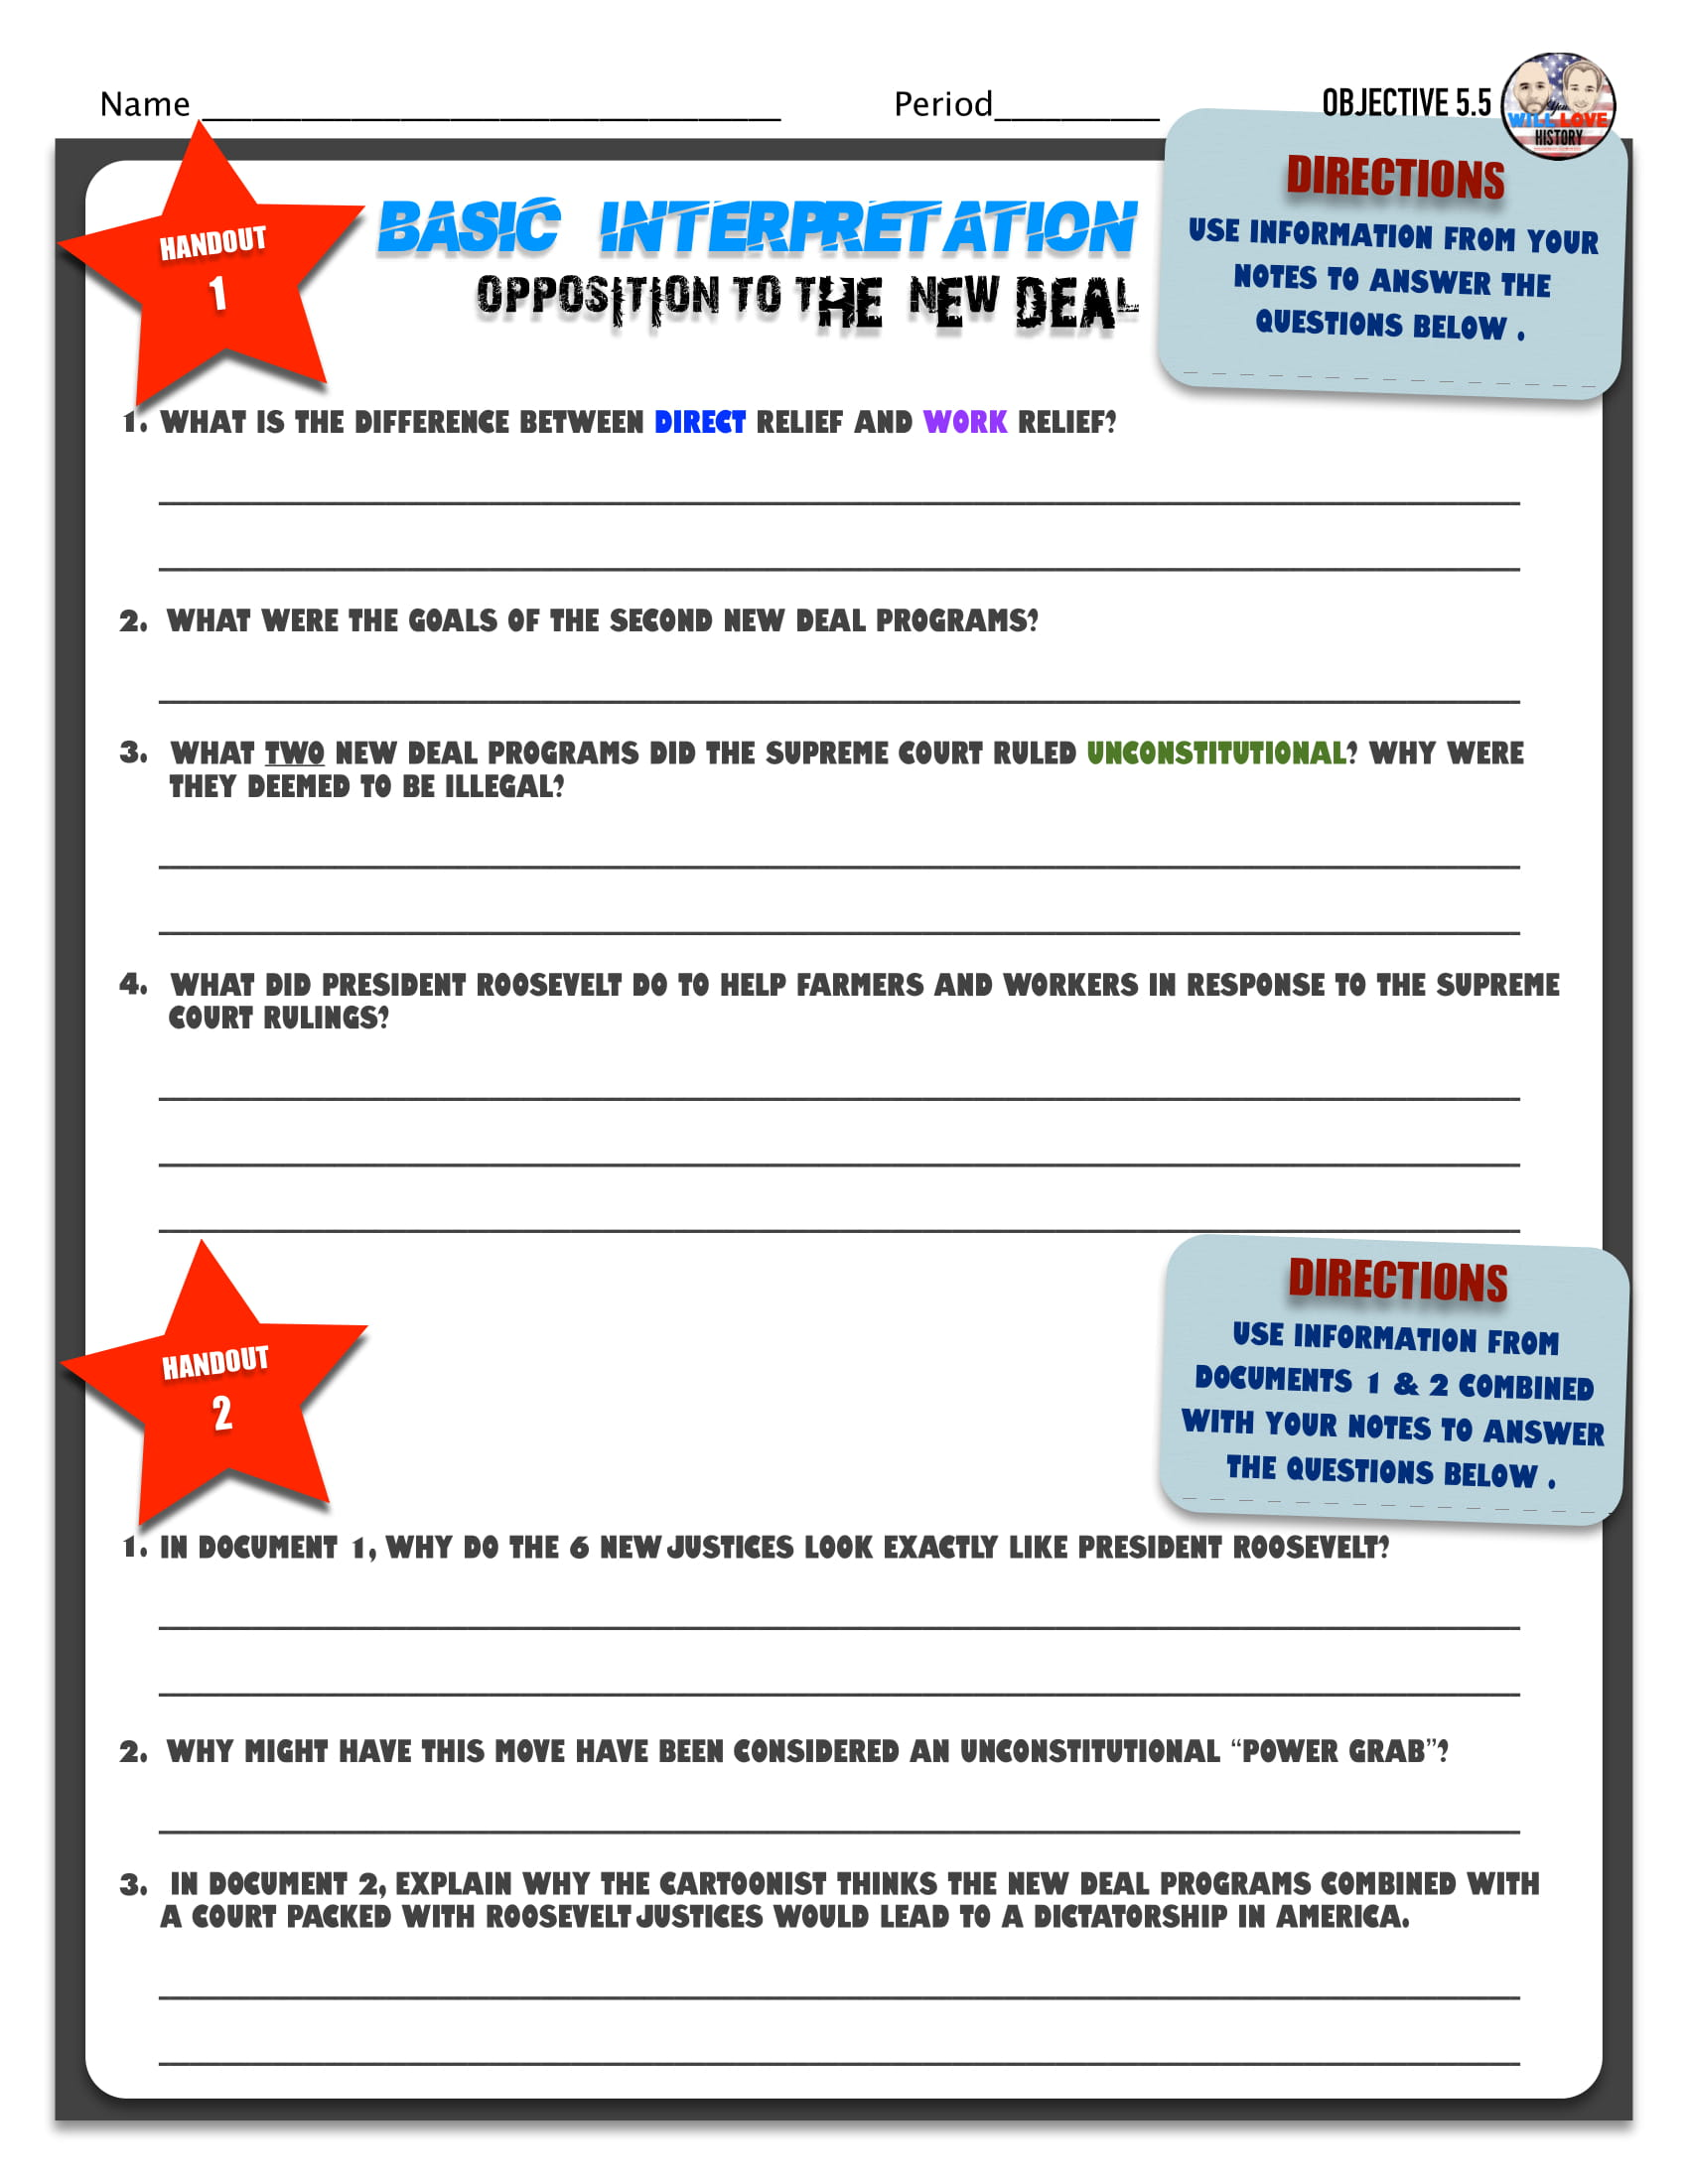 Name ___________________________________ Period__________ OBJECTIVE 5.5
You
WILL LOVE
HISTORY
HANDOUT
1
BASIC INTERPRETATION
OPPOSITION TO THE NEW DEAL
DIRECTIONS
USE INFORMATION FROM YOUR
NOTES TO ANSWER THE
QUESTIONS BELOW .
1. WHAT IS THE DIFFERENCE BETWEEN DIRECT RELIEF AND WORK RELIEF?
2. WHAT WERE THE GOALS OF THE SECOND NEW DEAL PROGRAMS?
3. WHAT TWO NEW DEAL PROGRAMS DID THE SUPREME COURT RULED UNCONSTITUTIONAL? WHY WERE
THEY DEEMED TO BE ILLEGAL?
4. WHAT DID PRESIDENT ROOSEVELT DO TO HELP FARMERS AND WORKERS IN RESPONSE TO THE SUPREME
COURT RULINGS?
HANDOUT
2
DIRECTIONS
USE INFORMATION FROM
DOCUMENTS 1 & 2 COMBINED
WITH YOUR NOTES TO ANSWER
THE QUESTIONS BELOW .
1. IN DOCUMENT 1, WHY DO THE 6 NEW JUSTICES LOOK EXACTLY LIKE PRESIDENT ROOSEVELT?
2. WHY MIGHT HAVE THIS MOVE HAVE BEEN CONSIDERED AN UNCONSTITUTIONAL “POWER GRAB”?
3. IN DOCUMENT 2, EXPLAIN WHY THE CARTOONIST THINKS THE NEW DEAL PROGRAMS COMBINED WITH
A COURT PACKED WITH ROOSEVELT JUSTICES WOULD LEAD TO A DICTATORSHIP IN AMERICA.